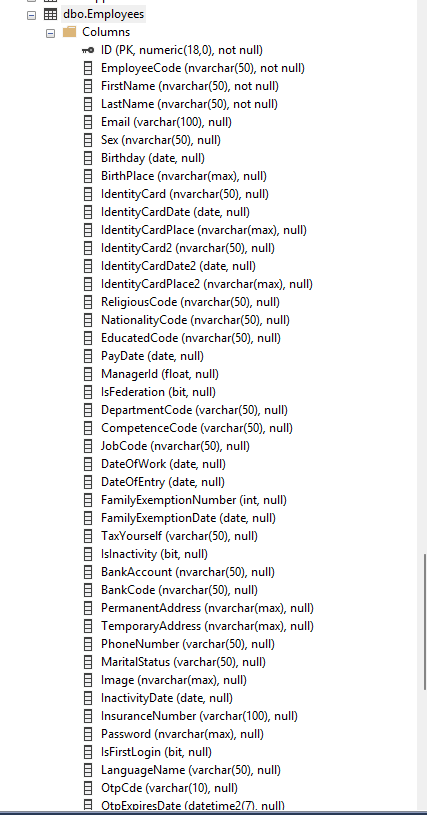 dbo.Employees
Columns
ID (PK, numeric(18,0), not null)
EmployeeCode (nvarchar(50), not null)
FirstName (nvarchar(50), not null)
LastName (nvarchar(50), not null)
Email (varchar(100), null)
Sex (nvarchar(50), null)
Birthday (date, null)
BirthPlace (nvarchar(max), null)
IdentityCard (nvarchar(50), null)
IdentityCardDate (date, null)
IdentityCardPlace (nvarchar(max), null)
IdentityCard2 (nvarchar(50), null)
IdentityCardDate2 (date, null)
IdentityCardPlace2 (nvarchar(max), null)
ReligiousCode (nvarchar(50), null)
NationalityCode (nvarchar(50), null)
EducatedCode (nvarchar(50), null)
PayDate (date, null)
ManagerId (float, null)
IsFederation (bit, null)
DepartmentCode (varchar(50), null)
CompetenceCode (varchar(50), null)
JobCode (nvarchar(50), null)
DateOfWork (date, null)
DateOfEntry (date, null)
FamilyExemptionNumber (int, null)
FamilyExemptionDate (date, null)
TaxYourself (varchar(50), null)
IsInactivity (bit, null)
BankAccount (nvarchar(50), null)
BankCode (nvarchar(50), null)
PermanentAddress (nvarchar(max), null)
TemporaryAddress (nvarchar(max), null)
PhoneNumber (varchar(50), null)
MaritalStatus (varchar(50), null)
Image (nvarchar(max), null)
InactivityDate (date, null)
InsuranceNumber (varchar(100), null)
Password (nvarchar(max), null)
IsFirstLogin (bit, null)
LanguageName (varchar(50), null)
OtpCde (varchar(10), null)
OtpExpiresDate (datetime2(7), null)